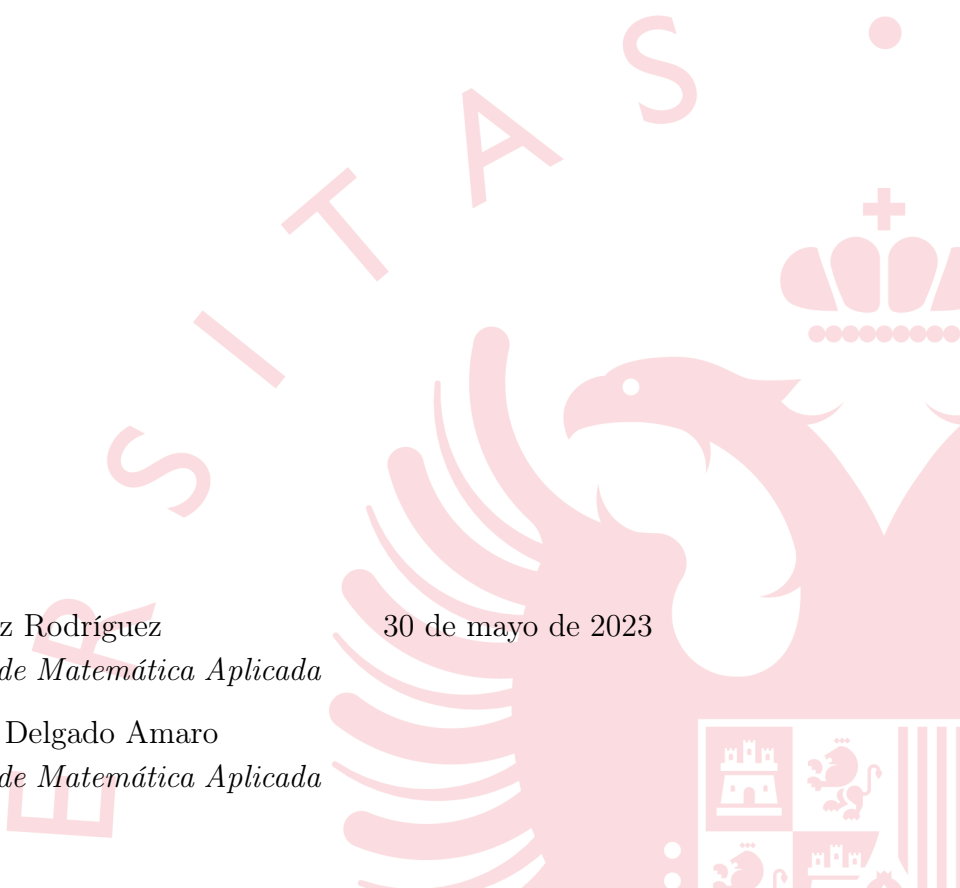 E R S I T A S •
z Rodríguez
30 de mayo de 2023
de Matemática Aplicada
Delgado Amaro
de Matemática Aplicada